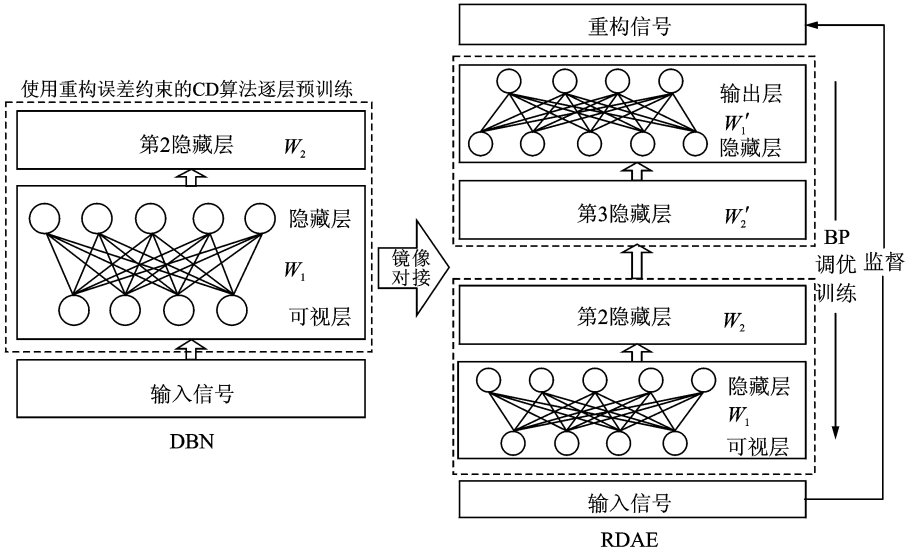 使用重构误差约束的CD算法逐层预训练
第2隐藏层 W₂
隐藏层
W₁
可视层
输入信号
DBN
镜像
对接
重构信号
输出层
W₁′
隐藏层
第3隐藏层 W₂′
第2隐藏层 W₂
隐藏层
W₁
可视层
输入信号
RDAE
BP
调优
训练
监督